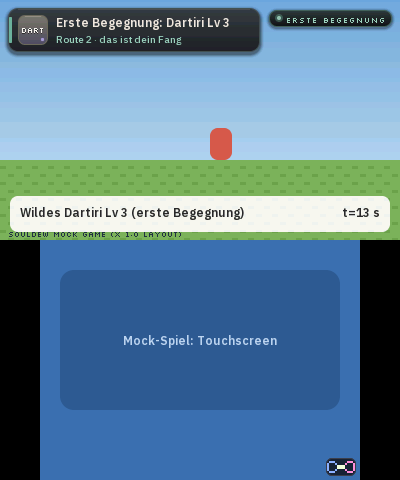 DART
Erste Begegnung: Dartiri Lv 3
Route 2 · das ist dein Fang
ERSTE BEGEGNUNG
Wildes Dartiri Lv 3 (erste Begegnung)
t=13 s
SOULDEW MOCK GAME (X 1.0 LAYOUT)
Mock-Spiel: Touchscreen